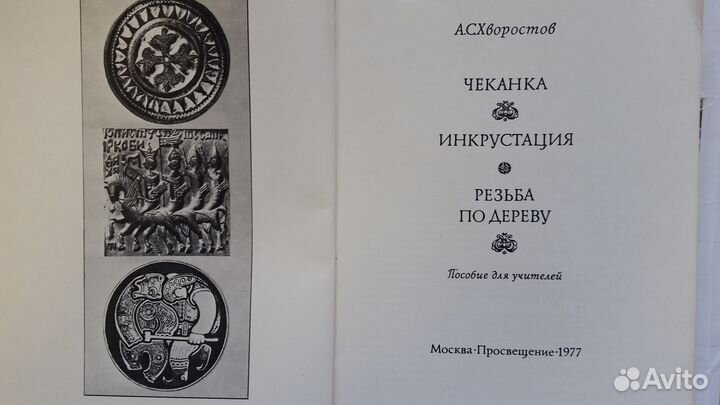 А.С.Хворостов
ЧЕКАНКА
ИНКРУСТАЦИЯ
РЕЗЬБА
ПО ДЕРЕВУ
Пособие для учителей
Москва·Просвещение·1977
Avito